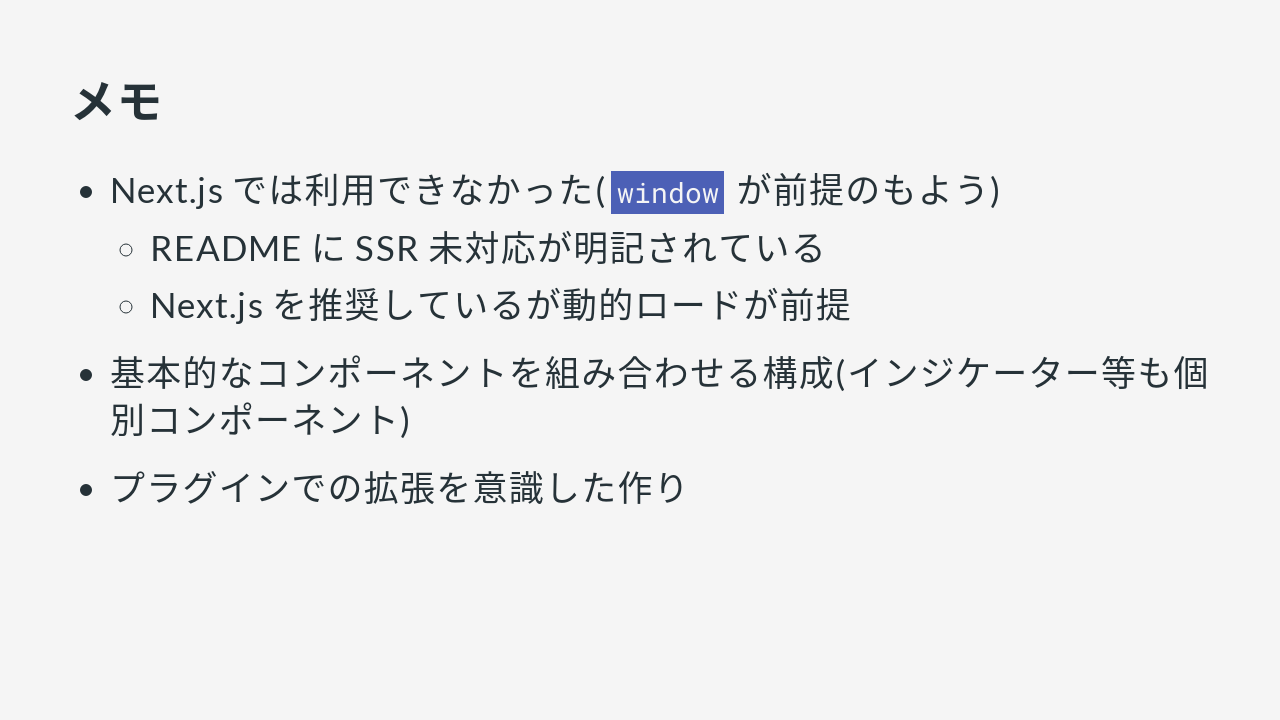 メモ
Next.js では利用できなかった( window が前提のもよう)
README に SSR 未対応が明記されている
Next.js を推奨しているが動的ロードが前提
基本的なコンポーネントを組み合わせる構成(インジケーター等も個
別コンポーネント)
プラグインでの拡張を意識した作り